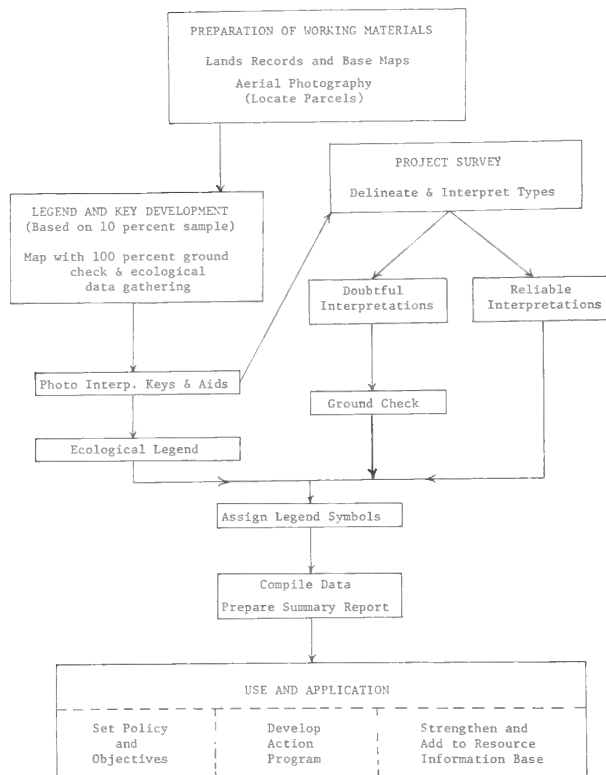 PREPARATION OF WORKING MATERIALS
Lands Records and Base Maps
Aerial Photography
(Locate Parcels)
PROJECT SURVEY
Delineate & Interpret Types
LEGEND AND KEY DEVELOPMENT
(Based on 10 percent sample)
Map with 100 percent ground
check & ecological
data gathering
Doubtful
Interpretations
Reliable
Interpretations
Photo Interp. Keys & Aids
Ground Check
Ecological Legend
Assign Legend Symbols
Compile Data
Prepare Summary Report
USE AND APPLICATION
Set Policy
and
Objectives
Develop
Action
Program
Strengthen and
Add to Resource
Information Base